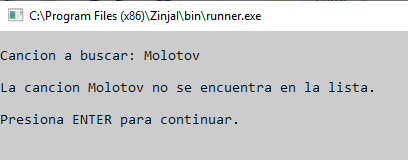 C:\Program Files (x86)\Zinjal\bin\runner.exe
Cancion a buscar: Molotov
La cancion Molotov no se encuentra en la lista.
Presiona ENTER para continuar.